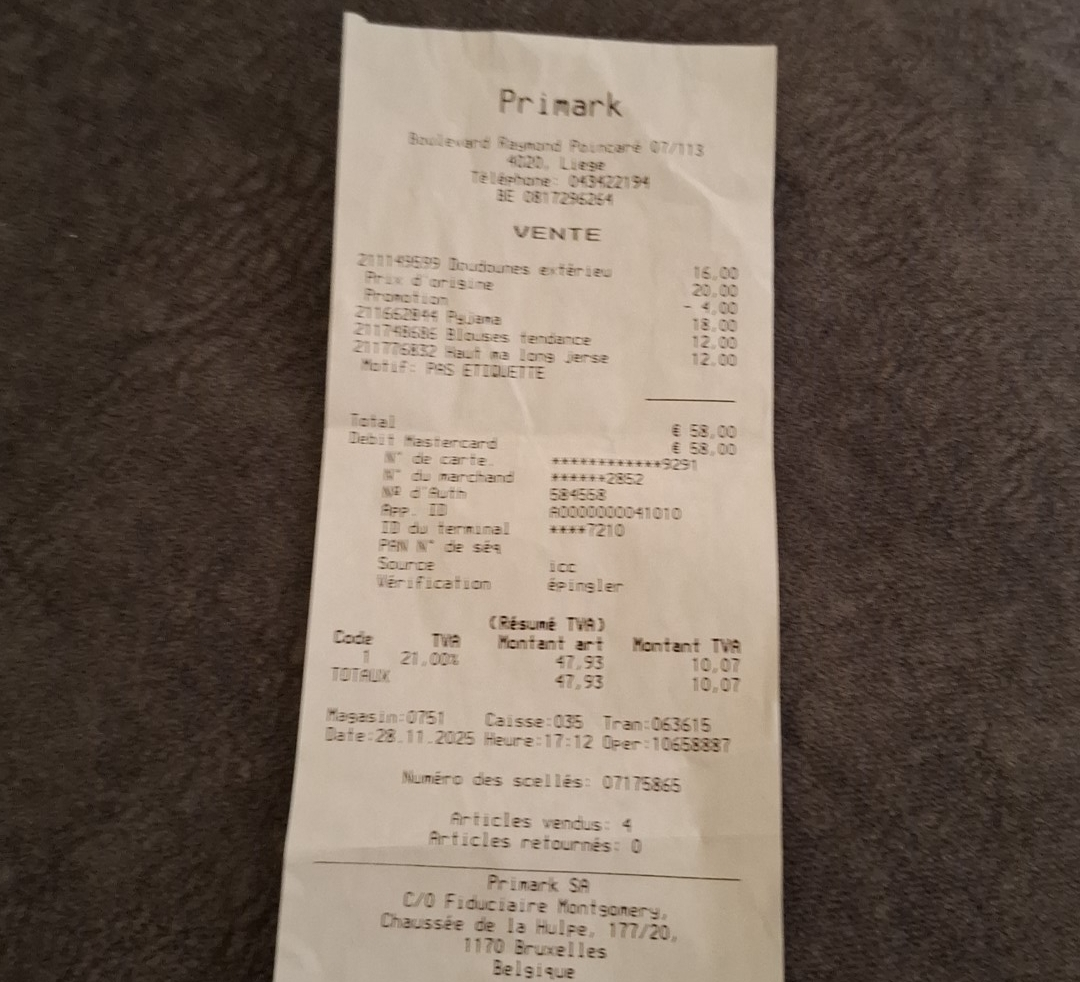 Primark
Boulevard Raymond Poincaré 07/113
4020, Liege
Téléphone: 043422194
BE 0817296264
VENTE
211149599 Doudounes extérieu 16,00
Prix d'origine 20,00
Promotion - 4,00
211662844 Pyjama 18,00
211748686 Blouses tendance 12,00
211776832 Haut ma long jerse 12,00
Motif: PAS ETIQUETTE
Total € 58,00
Debit Mastercard € 58,00
N° de carte. ************9291
N° du marchand ******2852
Nº d'Auth 584558
App. ID A0000000041010
ID du terminal ****7210
PAN N° de séq
Source icc
Vérification épingler
(Résumé TVA)
Code TVA Montant art Montant TVA
1 21,00% 47,93 10,07
TOTAUX 47,93 10,07
Magasin:0751 Caisse:035 Tran:063615
Date:28.11.2025 Heure:17:12 Oper:10658887
Numéro des scellés: 07175865
Articles vendus: 4
Articles retournés: 0
Primark SA
C/O Fiduciaire Montgomery,
Chaussée de la Hulpe, 177/20,
1170 Bruxelles
Belgique